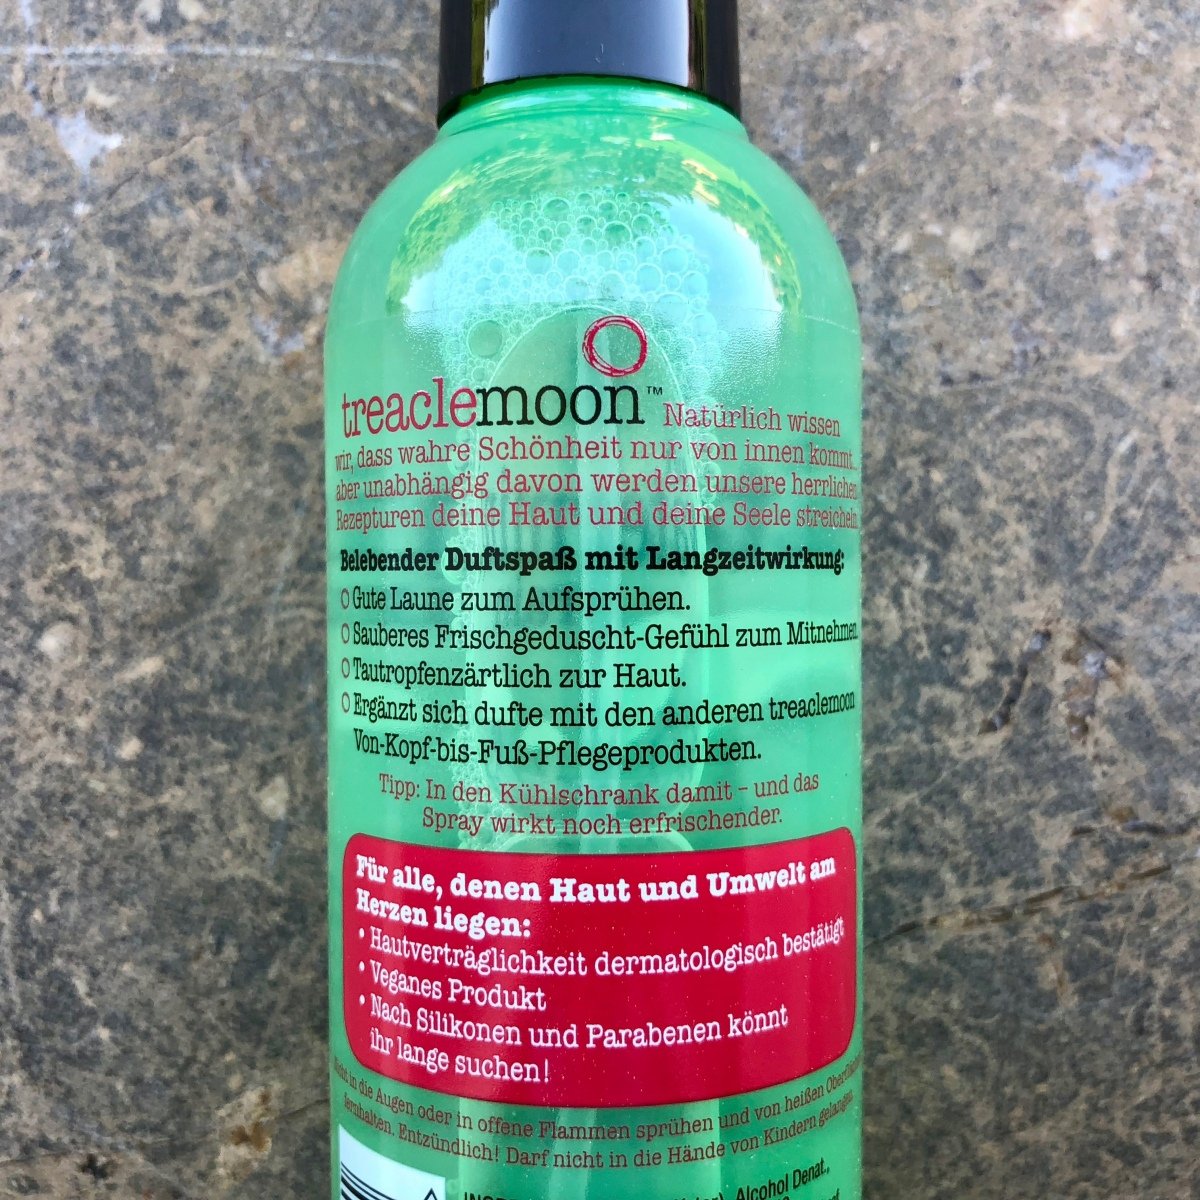 treaclemoon™ Natürlich wissen
wir, dass wahre Schönheit nur von innen kommt...
aber unabhängig davon werden unsere herrlichen
Rezepturen deine Haut und deine Seele streicheln.
Belebender Duftspaß mit Langzeitwirkung:
O Gute Laune zum Aufsprühen.
O Sauberes Frischgeduscht-Gefühl zum Mitnehmen.
O Tautropfenzärtlich zur Haut.
O Ergänzt sich dufte mit den anderen treaclemoon
Von-Kopf-bis-Fuß-Pflegeprodukten.
Tipp: In den Kühlschrank damit – und das
Spray wirkt noch erfrischender.
Für alle, denen Haut und Umwelt am
Herzen liegen:
• Hautverträglichkeit dermatologisch bestätigt
• Veganes Produkt
• Nach Silikonen und Parabenen könnt
ihr lange suchen!
Nicht in die Augen oder in offene Flammen sprühen und von heißen
fernhalten. Entzündlich! Darf nicht in die Hände von Kindern gelangen.
Alcohol Denat.,